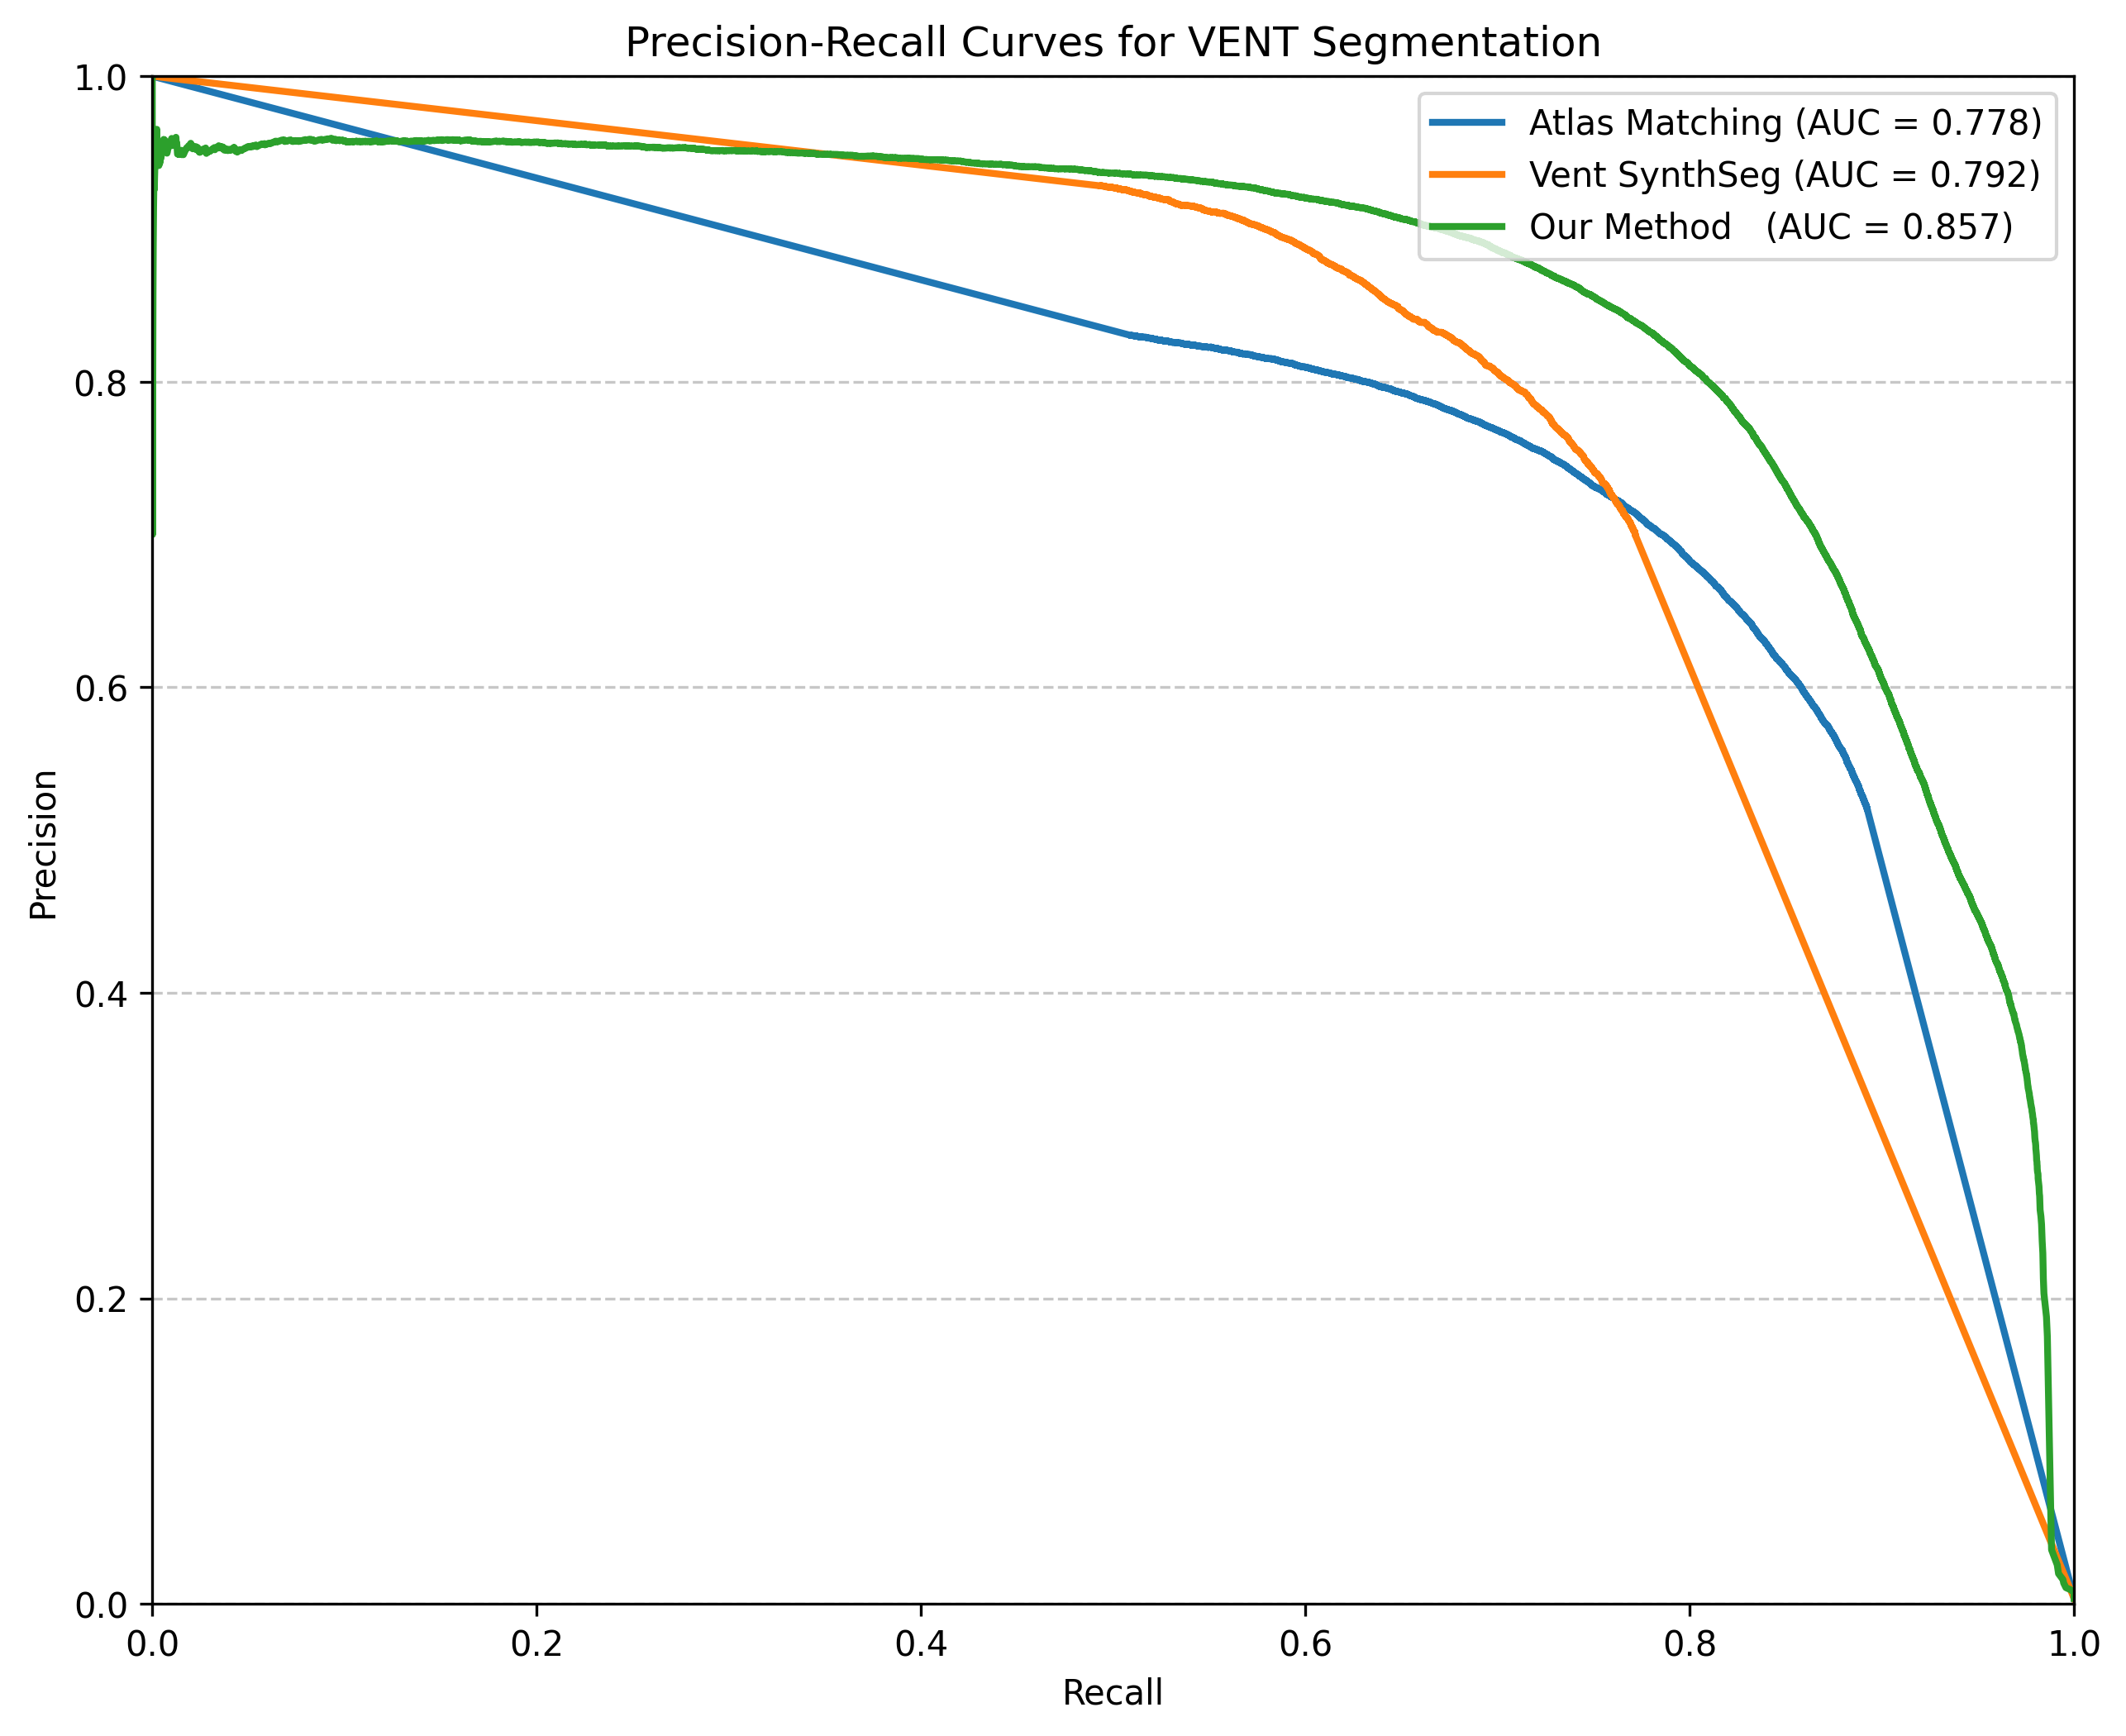 Precision-Recall Curves for VENT Segmentation
1.0
0.8
0.6
0.4
0.2
0.0
Precision
Atlas Matching (AUC = 0.778)
Vent SynthSeg (AUC = 0.792)
Our Method (AUC = 0.857)
0.0 0.2 0.4 0.6 0.8 1.0
Recall